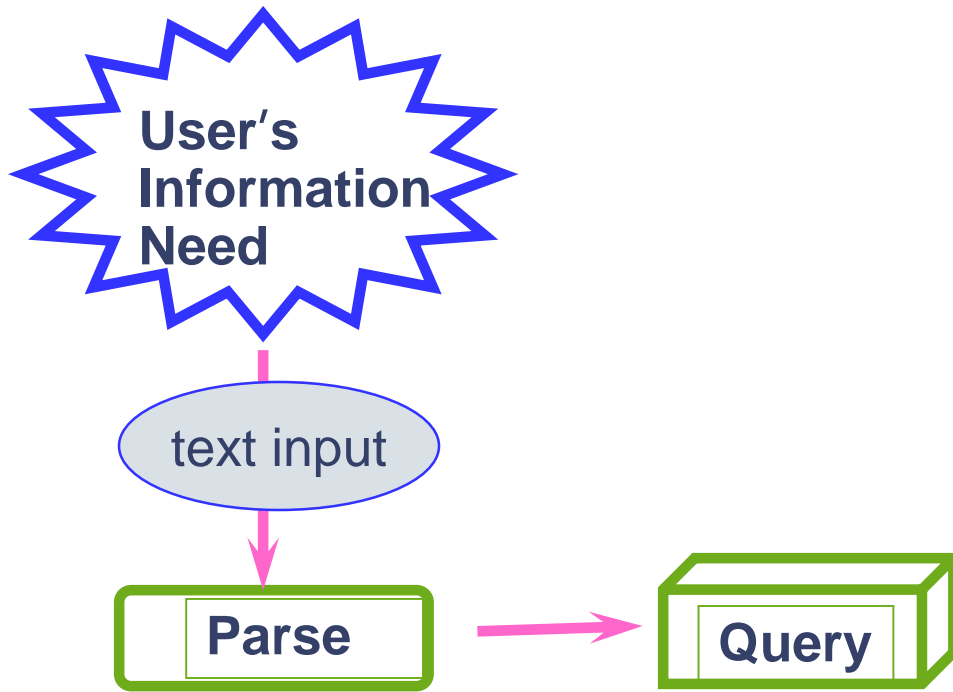 User's
Information
Need
text input
Parse
Query